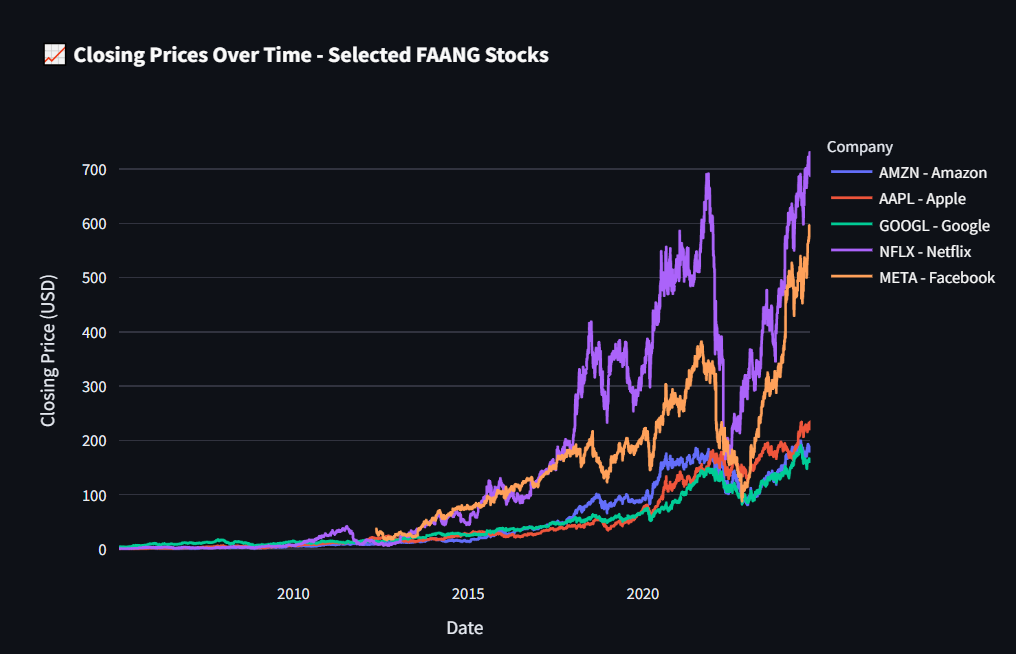 📈 Closing Prices Over Time - Selected FAANG Stocks
Company
AMZN - Amazon
AAPL - Apple
GOOGL - Google
NFLX - Netflix
META - Facebook
Closing Price (USD)
700
600
500
400
300
200
100
0
2010 2015 2020
Date